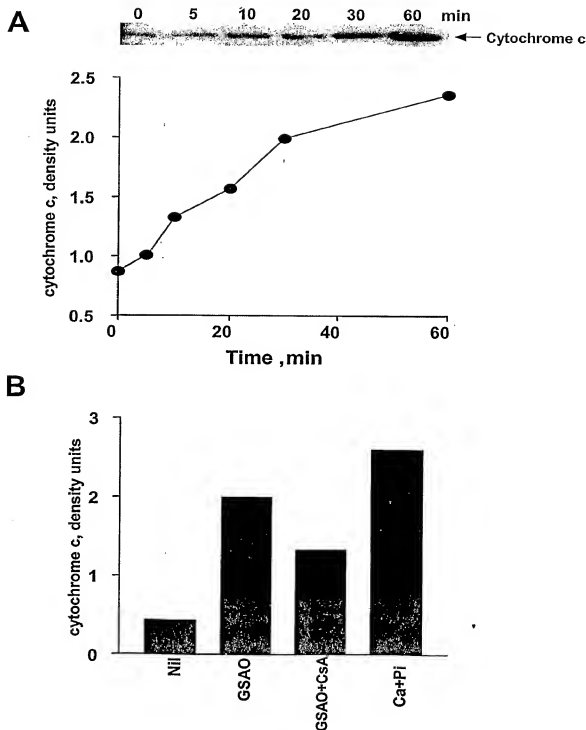 A
0 5 10 20 30 60 min
Cytochrome c
2.5
2.0
1.5
1.0
0.5
cytochrome c, density units
0 20 40 60
Time ,min
B
3
2
1
0
cytochrome c, density units
Nil
GSAO
GSAO+CsA
Ca+Pi